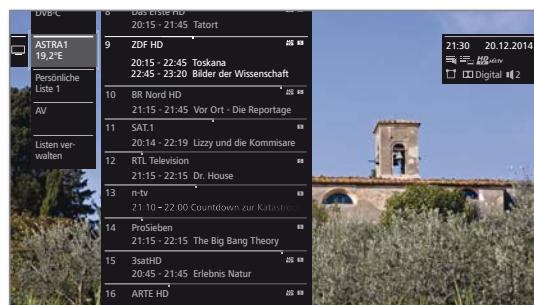 DVB-C
ASTRA1
19,2°E
Persönliche
Liste 1
AV
Listen ver-
walten
8 Das Erste HD
20:15 - 21:45 Tatort
9 ZDF HD
20:15 - 22:45 Toskana
22:45 - 23:20 Bilder der Wissenschaft
10 BR Nord HD
21:15 - 21:45 Vor Ort - Die Reportage
11 SAT.1
20:14 - 22:19 Lizzy und die Kommisare
12 RTL Television
21:15 - 22:15 Dr. House
13 n-tv
21:10 - 22:00 Countdown zur Katastrop
14 ProSieben
21:15 - 22:15 The Big Bang Theory
15 3satHD
20:45 - 21:45 Erlebnis Natur
16 ARTE HD
21:30 20.12.2014
Digital 2